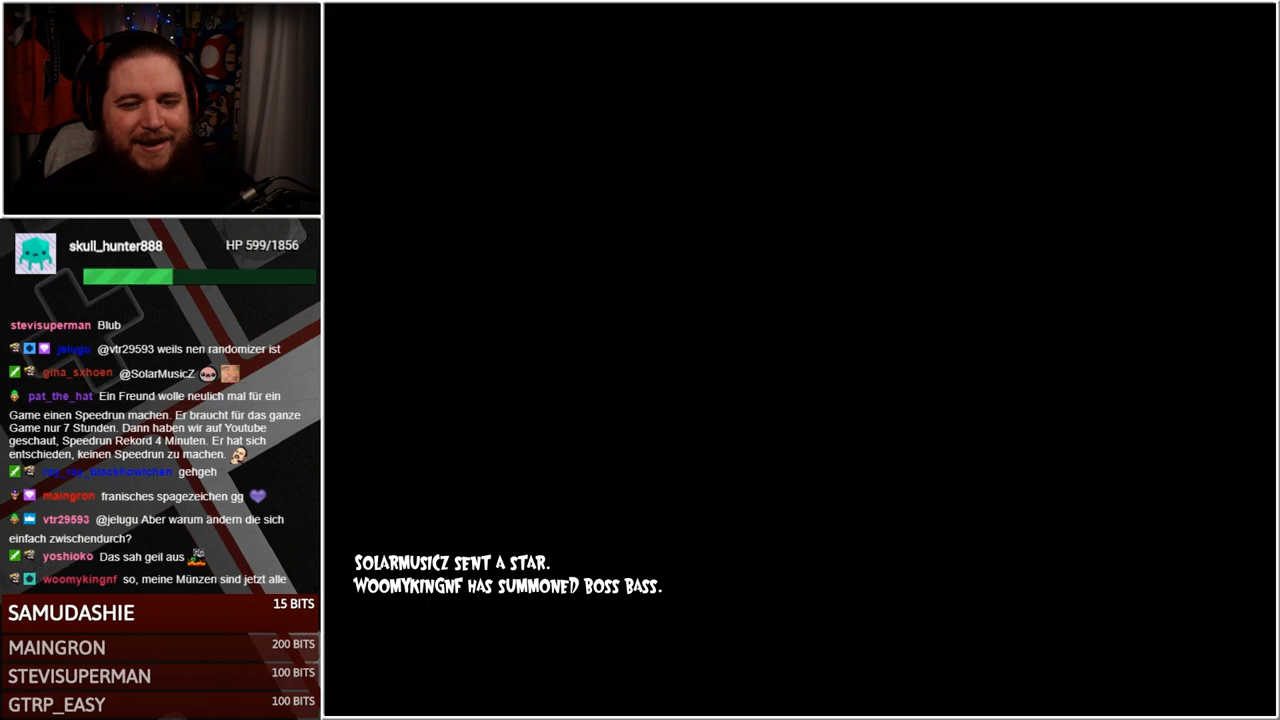 skull_hunter888 HP 599/1856
stevisuperman Blub
jelugu @vtr29593 weils nen randomizer ist
gina_sxhoen @SolarMusicZ
pat_the_hat Ein Freund wolle neulich mal für ein
Game einen Speedrun machen. Er braucht für das ganze
Game nur 7 Stunden. Dann haben wir auf Youtube
geschaut, Speedrun Rekord 4 Minuten. Er hat sich
entschieden, keinen Speedrun zu machen.
gehgeh
maingron franisches spagezeichen gg
vtr29593 @jelugu Aber warum ändern die sich
einfach zwischendurch?
yoshioko Das sah geil aus
woomykingnf so, meine Münzen sind jetzt alle
SAMUDASHIE 15 BITS
MAINGRON 200 BITS
STEVISUPERMAN 100 BITS
GTRP_EASY 100 BITS
SOLARMUSICZ SENT A STAR.
WOOMYKINGNF HAS SUMMONED BOSS BASS.